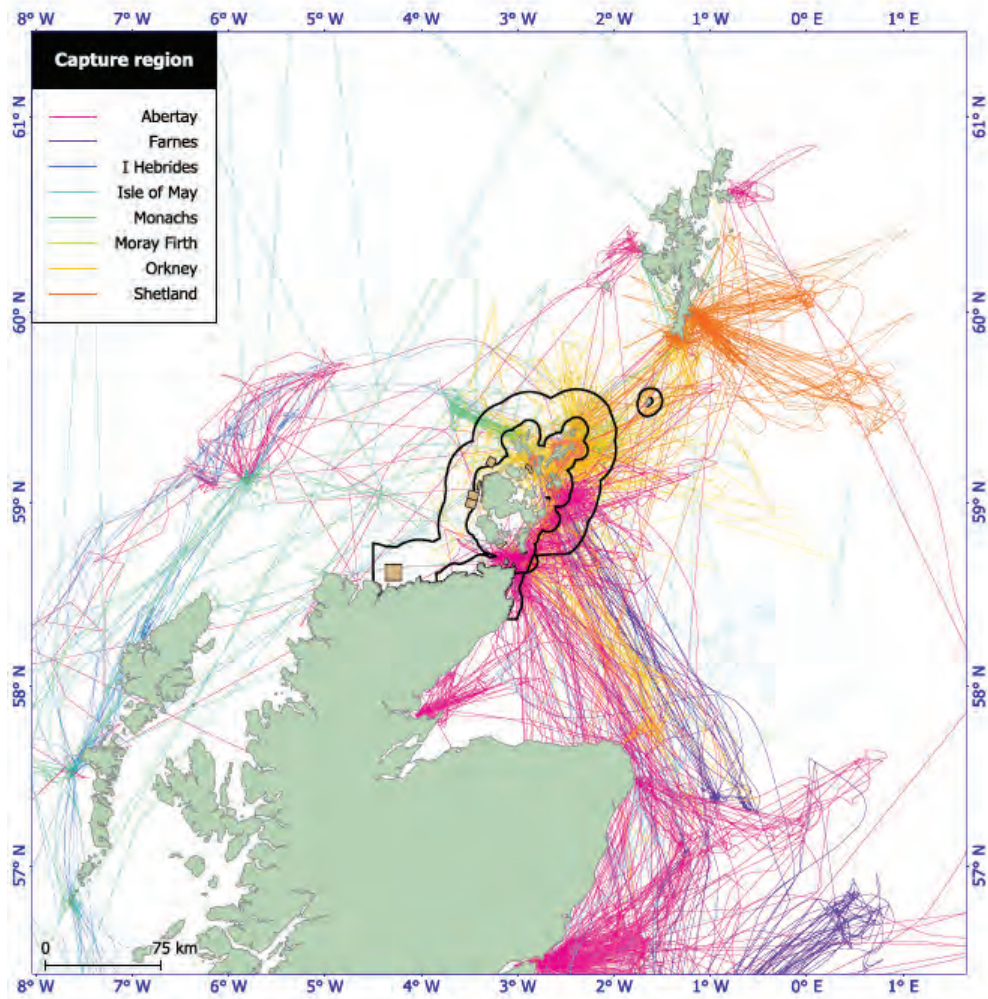 8° W 7° W 6° W 5° W 4° W 3° W 2° W 1° W 0° E 1° E
Capture region
Abertay
Farnes
I Hebrides
Isle of May
Monachs
Moray Firth
Orkney
Shetland
61° N
60° N
59° N
58° N
57° N
61° N
60° N
59° N
58° N
57° N
0 75 km
8° W 7° W 6° W 5° W 4° W 3° W 2° W 1° W 0° E 1° E